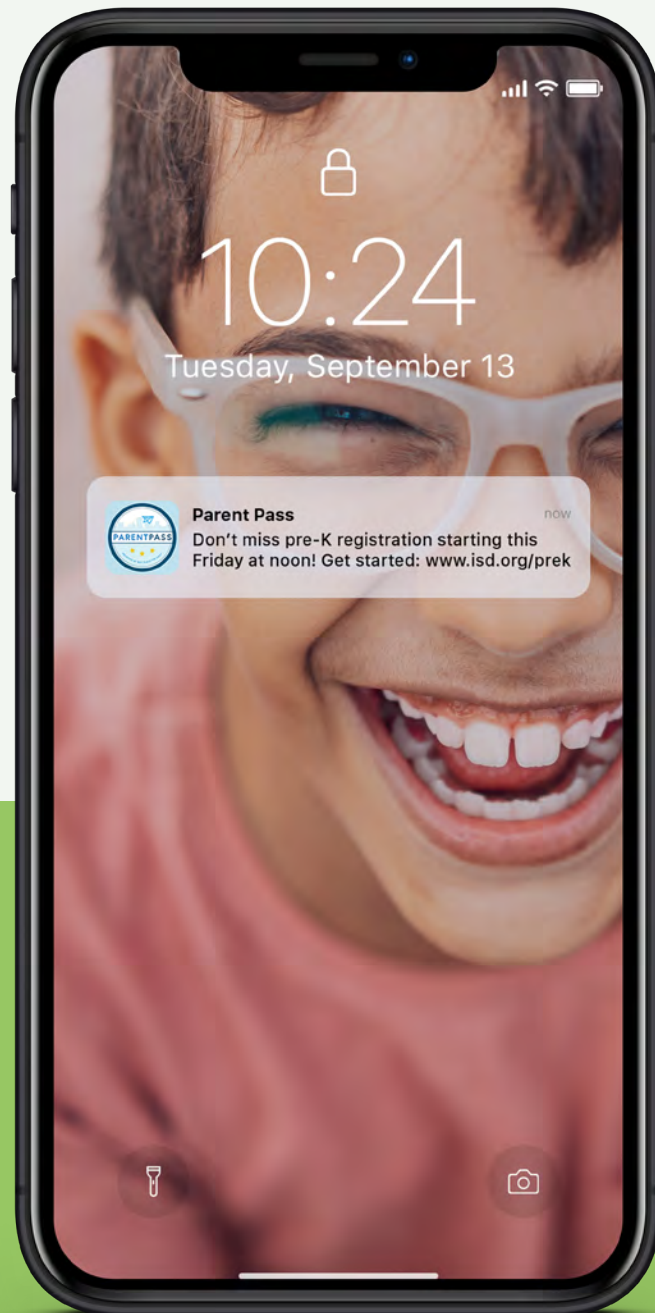 10:24
Tuesday, September 13
Parent Pass
now
Don't miss pre-K registration starting this
Friday at noon! Get started: www.isd.org/prek
PARENTPASS